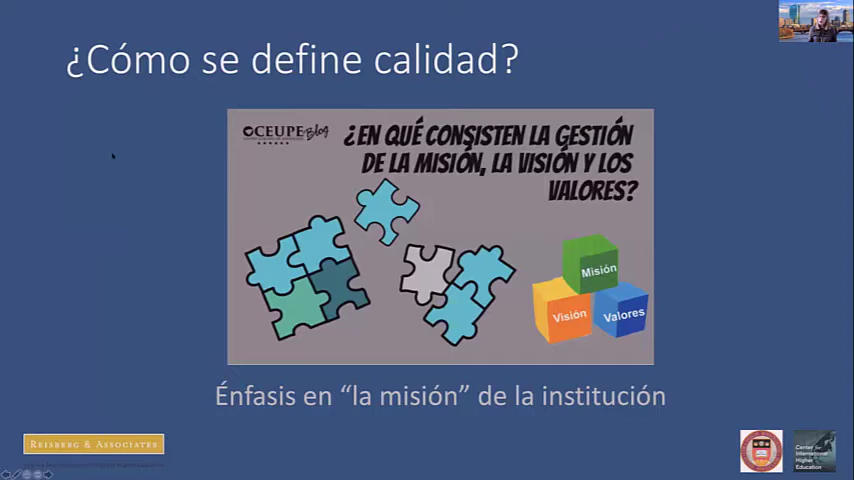 ¿Cómo se define calidad?
OCEUPE Blog
¿EN QUÉ CONSISTEN LA GESTIÓN
DE LA MISIÓN, LA VISIÓN Y LOS
VALORES?
Misión
Visión
Valores
Énfasis en “la misión” de la institución
REISBERG & ASSOCIATES
Center for
International
Higher
Education